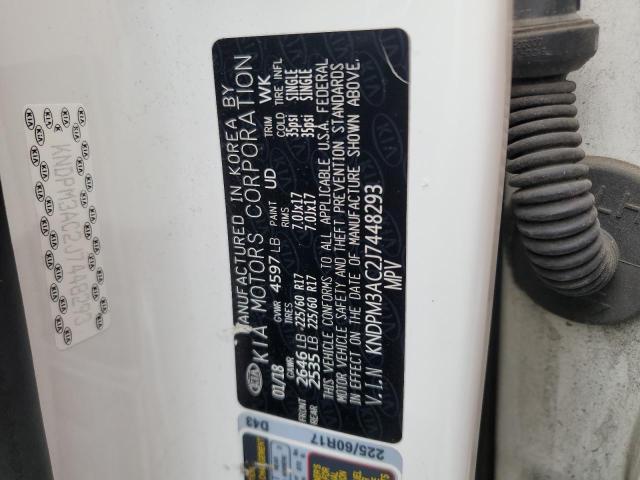 MANUFACTURED IN KOREA BY
KIA MOTORS CORPORATION
01/18 GVWR 4597 LB PAINT UD TRIM WK
GAWR TIRES RIMS COLD TIRE INFL
FRONT 2646 LB 225/60 R17 7.0Jx17 35psi SINGLE
REAR 2535 LB 225/60 R17 7.0Jx17 35psi SINGLE
THIS VEHICLE CONFORMS TO ALL APPLICABLE U.S.A. FEDERAL
MOTOR VEHICLE SAFETY AND THEFT PREVENTION STANDARDS
IN EFFECT ON THE DATE OF MANUFACTURE SHOWN ABOVE.
V.I.N KNDPM3AC2J7448293
MPV
KIA
KNDPM3AC2J7448293
D43
225/60R17